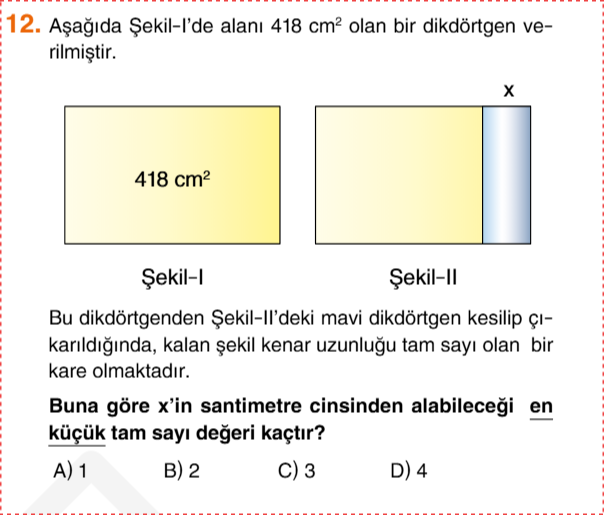 12. Aşağıda Şekil-I’de alanı 418 cm² olan bir dikdörtgen ve-
rilmiştir.
x
418 cm²
Şekil-I
Şekil-II
Bu dikdörtgenden Şekil-II’deki mavi dikdörtgen kesilip çı-
karıldığında, kalan şekil kenar uzunluğu tam sayı olan bir
kare olmaktadır.
Buna göre x’in santimetre cinsinden alabileceği en
küçük tam sayı değeri kaçtır?
A) 1 B) 2 C) 3 D) 4